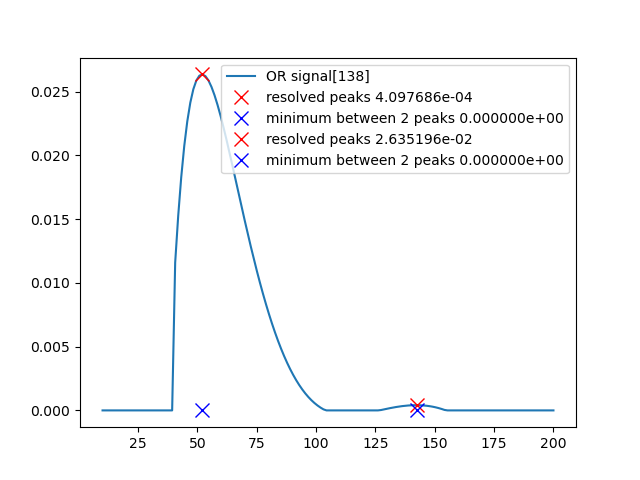 OR signal[138]
resolved peaks 4.097686e-04
minimum between 2 peaks 0.000000e+00
resolved peaks 2.635196e-02
minimum between 2 peaks 0.000000e+00
0.025
0.020
0.015
0.010
0.005
0.000
25 50 75 100 125 150 175 200